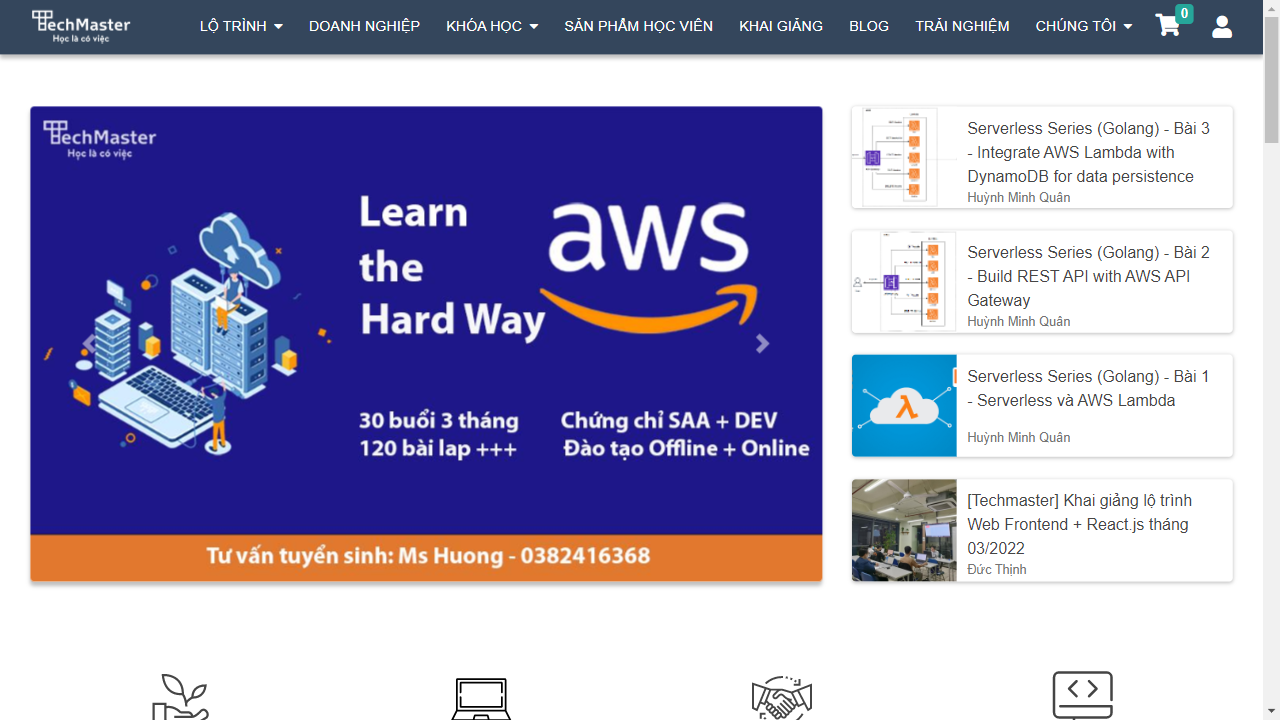 TechMaster
Học là có việc
LỘ TRÌNH
DOANH NGHIỆP
KHÓA HỌC
SẢN PHẨM HỌC VIÊN
KHAI GIẢNG
BLOG
TRẢI NGHIỆM
CHÚNG TÔI
0
TechMaster
Học là có việc
Learn
the
Hard Way
aws
30 buổi 3 tháng
120 bài lap +++
Chứng chỉ SAA + DEV
Đào tạo Offline + Online
Tư vấn tuyển sinh: Ms Huong - 0382416368
Serverless Series (Golang) - Bài 3
- Integrate AWS Lambda with
DynamoDB for data persistence
Huỳnh Minh Quân
Serverless Series (Golang) - Bài 2
- Build REST API with AWS API
Gateway
Huỳnh Minh Quân
Serverless Series (Golang) - Bài 1
- Serverless và AWS Lambda
Huỳnh Minh Quân
[Techmaster] Khai giảng lộ trình
Web Frontend + React.js tháng
03/2022
Đức Thịnh